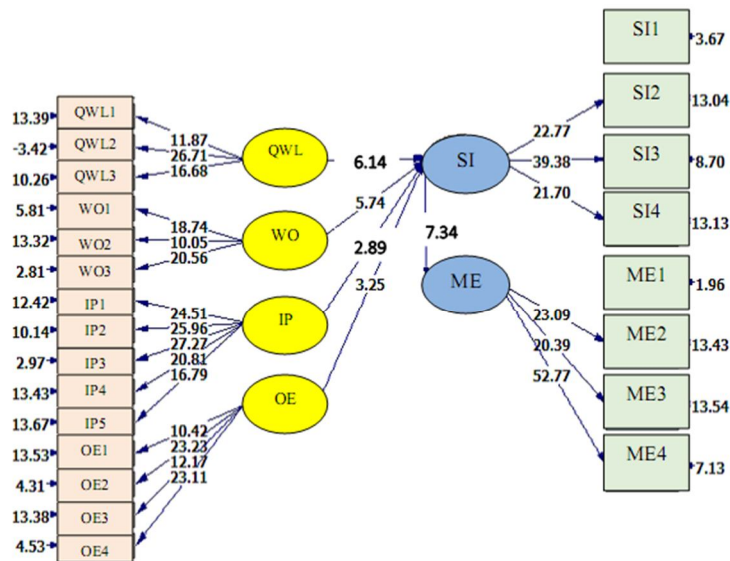 13.39 QWL1
-3.42 QWL2
10.26 QWL3
5.81 WO1
13.32 WO2
2.81 WO3
12.42 IP1
10.14 IP2
2.97 IP3
13.43 IP4
13.67 IP5
13.53 OE1
4.31 OE2
13.38 OE3
4.53 OE4
11.87
26.71
16.68
18.74
10.05
20.56
24.51
25.96
27.27
20.81
16.79
10.42
23.23
12.17
23.11
QWL
WO
IP
OE
6.14
5.74
2.89
3.25
SI
7.34
ME
22.77
39.38
21.70
23.09
20.39
52.77
SI1 3.67
SI2 13.04
SI3 8.70
SI4 13.13
ME1 1.96
ME2 13.43
ME3 13.54
ME4 7.13